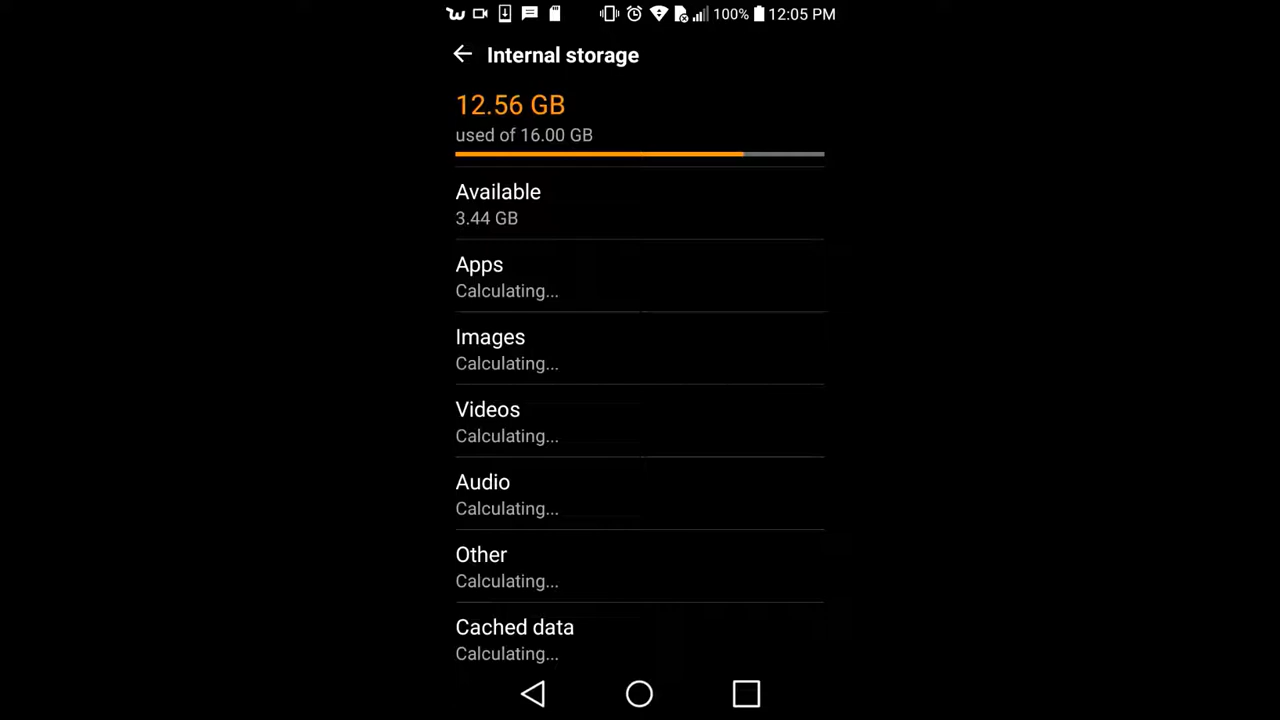 100% 12:05 PM
Internal storage
12.56 GB
used of 16.00 GB
Available
3.44 GB
Apps
Calculating...
Images
Calculating...
Videos
Calculating...
Audio
Calculating...
Other
Calculating...
Cached data
Calculating...